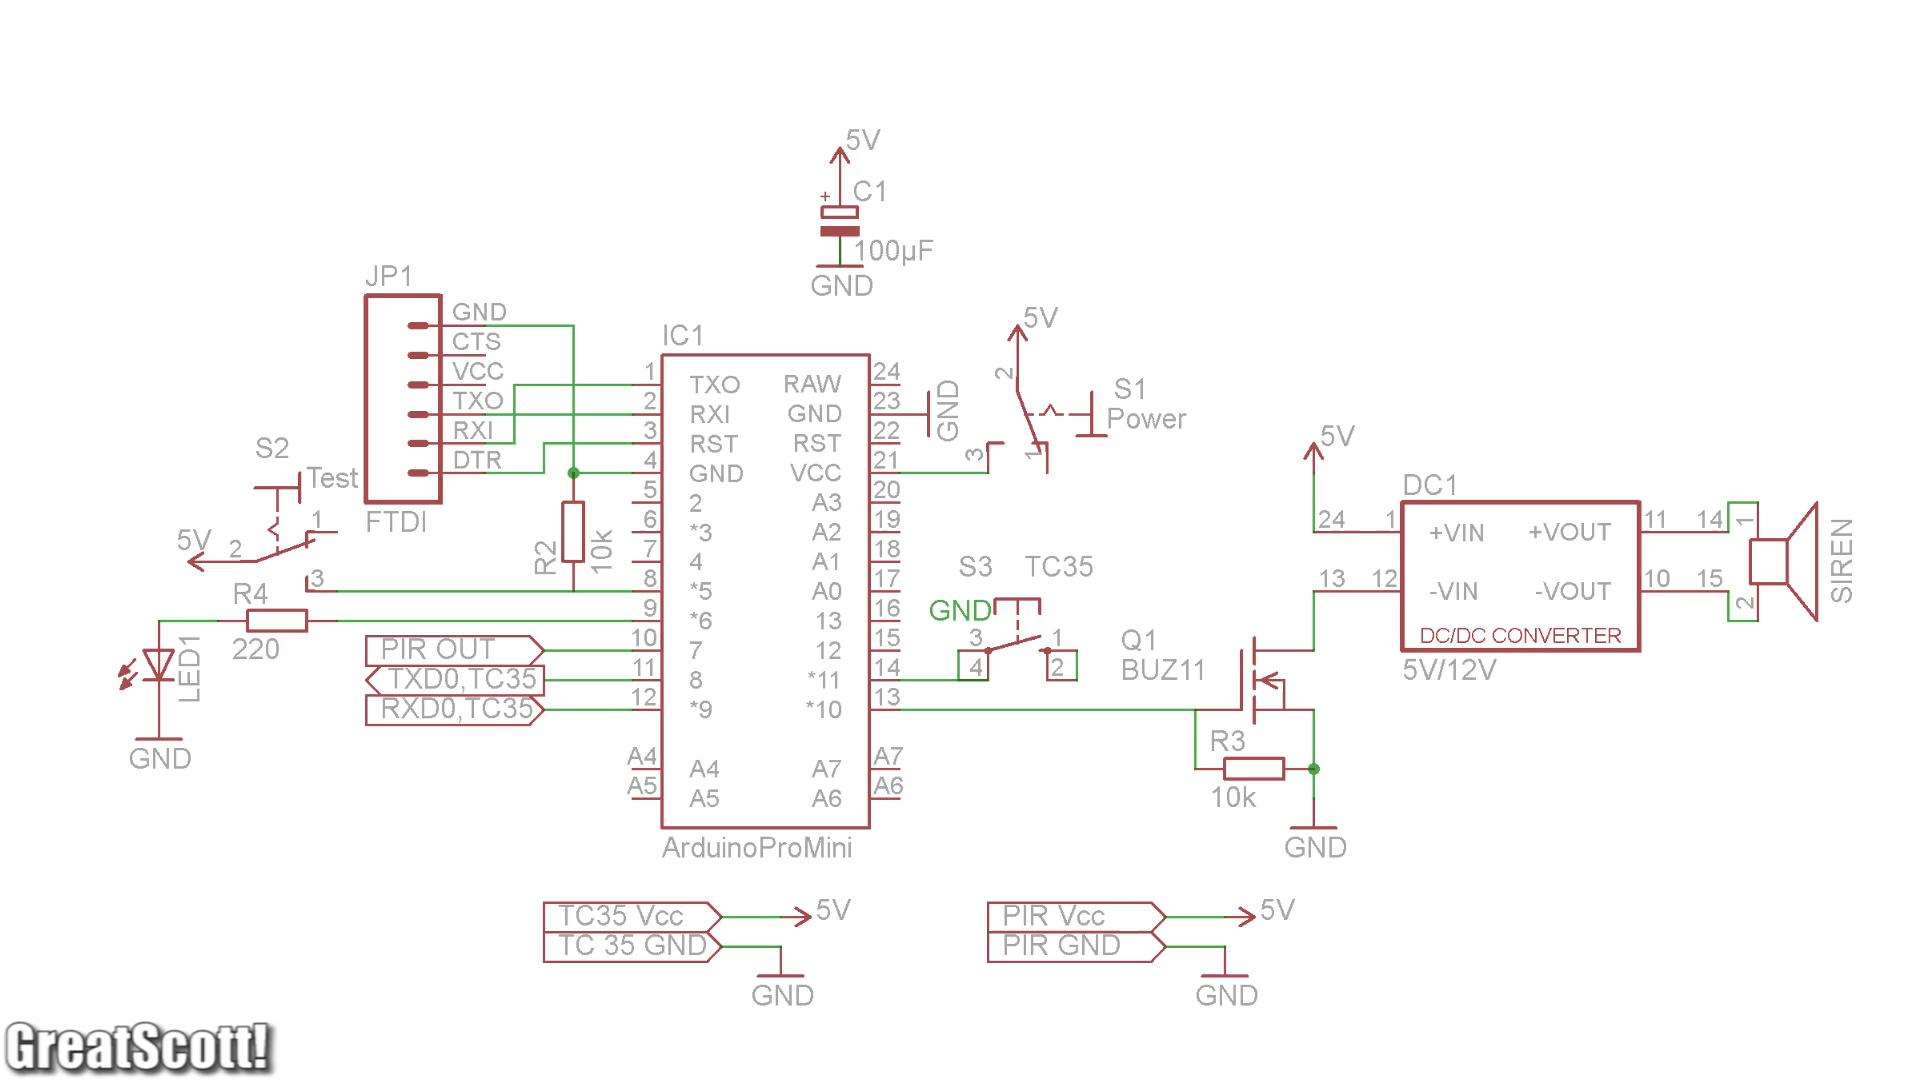 5V
+ C1
100µF
GND
JP1
GND
CTS
VCC
TXO
RXI
DTR
FTDI
S2
Test
1
5V 2
3
R4
220
LED1
GND
R2
10k
PIR OUT
TXD0,TC35
RXD0,TC35
IC1
1 TXO RAW 24
2 RXI GND 23
3 RST RST 22
4 GND VCC 21
5 2 A3 20
6 *3 A2 19
7 4 A1 18
8 *5 A0 17
9 *6 13 16
10 7 12 15
11 8 *11 14
12 *9 *10 13
A4 A4 A7 A7
A5 A5 A6 A6
ArduinoProMini
GND
5V
2
S1
Power
3 1
S3 TC35
GND
3 1
4 2
Q1
BUZ11
R3
10k
GND
5V
DC1
24 1 +VIN +VOUT 11 14 1
13 12 -VIN -VOUT 10 15 2
DC/DC CONVERTER
5V/12V
SIREN
TC35 Vcc 5V
TC 35 GND
GND
PIR Vcc 5V
PIR GND
GND
GreatScott!